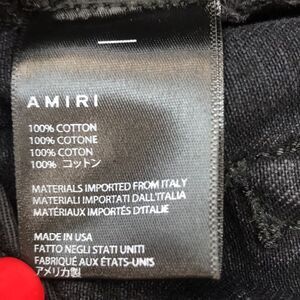 AMIRI
100% COTTON
100% COTONE
100% COTON
100% コットン
MATERIALS IMPORTED FROM ITALY
MATERIALI IMPORTATI DALL'ITALIA
MATÉRIAUX IMPORTÉS D'ITALIE
MADE IN USA
FATTO NEGLI STATI UNITI
FABRIQUÉ AUX ÉTATS-UNIS
アメリカ製